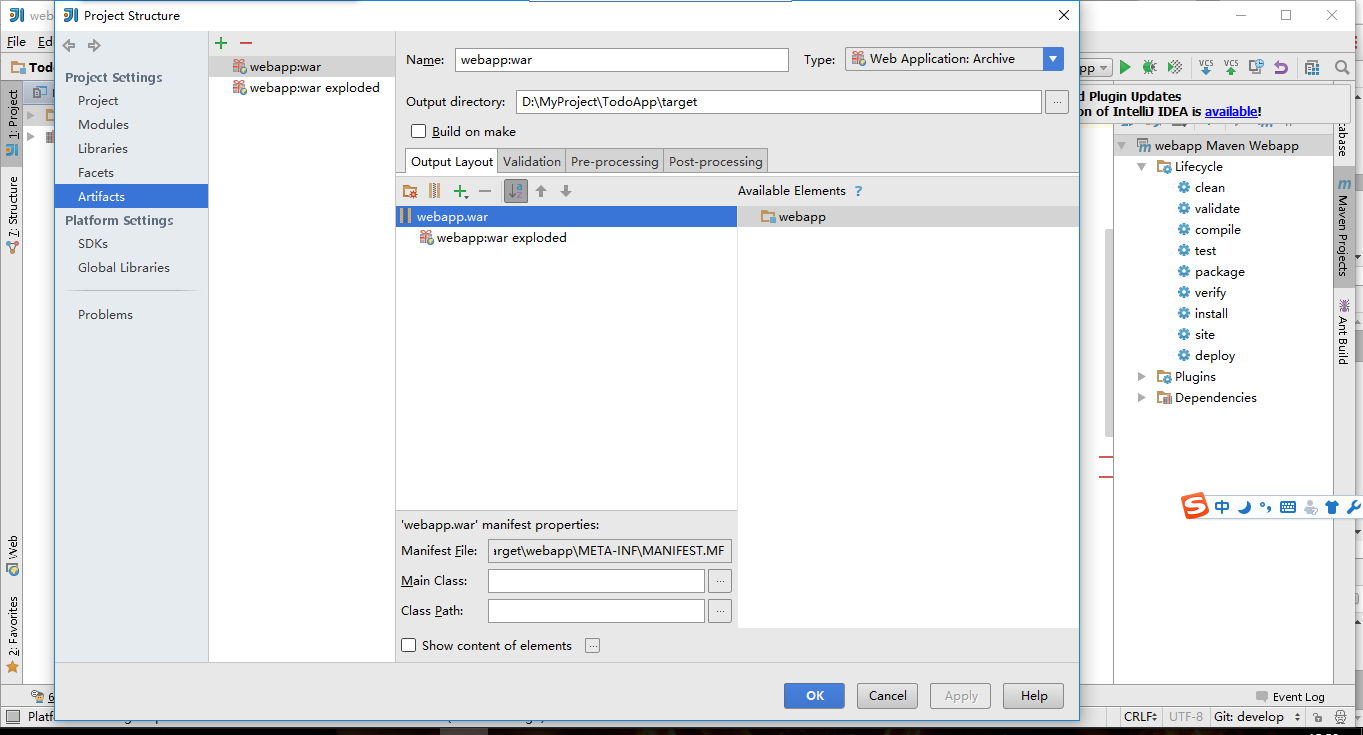 web
Project Structure
File Ed
Tod
Project Settings
Project
Modules
Libraries
Facets
Artifacts
Platform Settings
SDKs
Global Libraries
Problems
webapp:war
webapp:war exploded
Name: webapp:war
Type: Web Application: Archive
Output directory: D:\MyProject\TodoApp\target
...
Build on make
Output Layout Validation Pre-processing Post-processing
Available Elements ?
webapp.war
webapp:war exploded
webapp
'webapp.war' manifest properties:
Manifest File: arget\webapp\META-INF\MANIFEST.MF
Main Class: ...
Class Path: ...
Show content of elements ...
OK Cancel Apply Help
1: Project
7: Structure
Web
2: Favorites
6
Platf
pp
VCS VCS
d Plugin Updates
on of IntelliJ IDEA is available!
webapp Maven Webapp
Lifecycle
clean
validate
compile
test
package
verify
install
site
deploy
Plugins
Dependencies
tabase
Maven Projects
Ant Build
S 中
Event Log
CRLF UTF-8 Git: develop